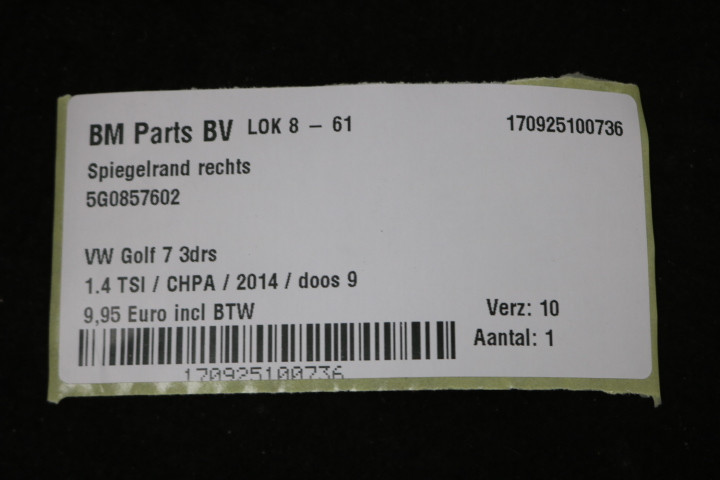 BM Parts BV LOK 8 - 61 170925100736
Spiegelrand rechts
5G0857602
VW Golf 7 3drs
1.4 TSI / CHPA / 2014 / doos 9
9,95 Euro incl BTW Verz: 10
Aantal: 1
170925100736